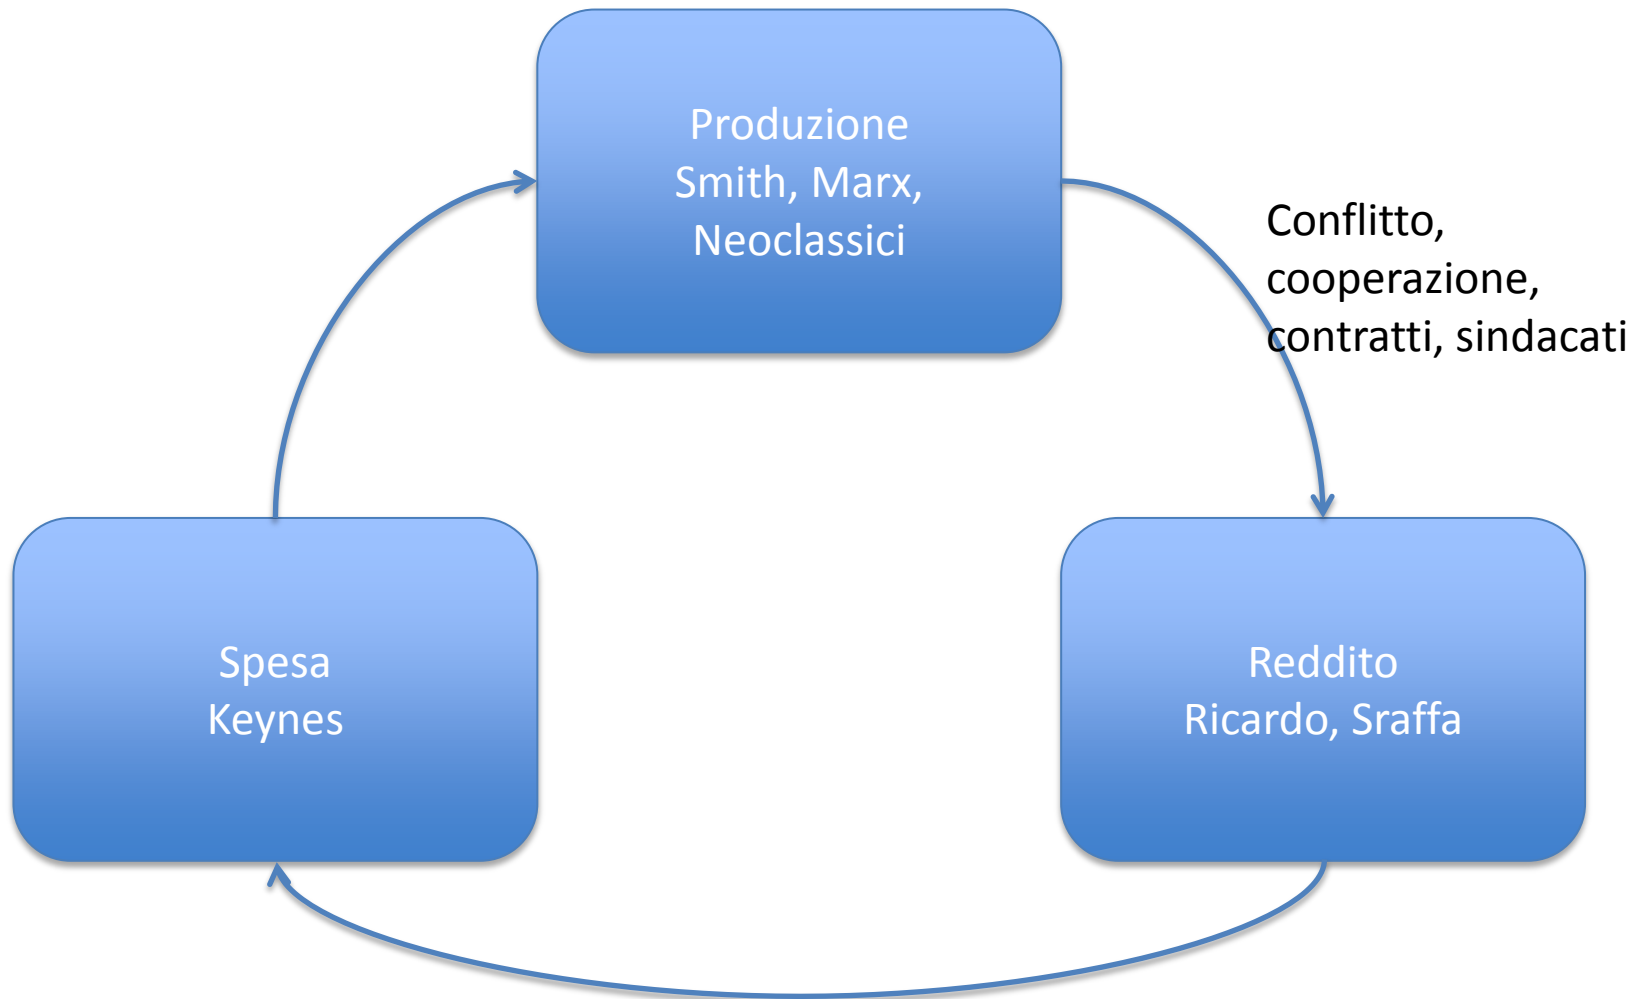 Produzione
Smith, Marx,
Neoclassici
Conflitto,
cooperazione,
contratti, sindacati
Spesa
Keynes
Reddito
Ricardo, Sraffa